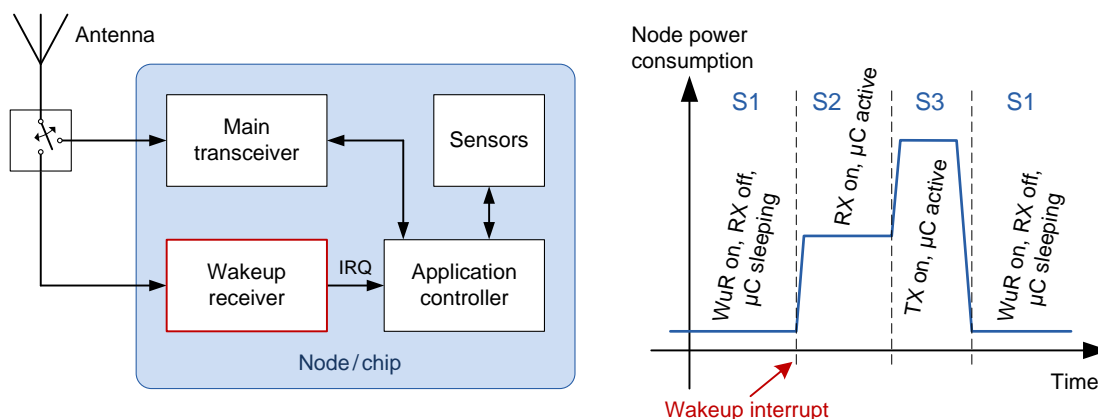 Antenna
Main
transceiver
Sensors
Wakeup
receiver
IRQ
Application
controller
Node/chip
Node power
consumption
S1
S2
S3
S1
WuR on, RX off,
µC sleeping
RX on, µC active
TX on, µC active
WuR on, RX off,
µC sleeping
Time
Wakeup interrupt